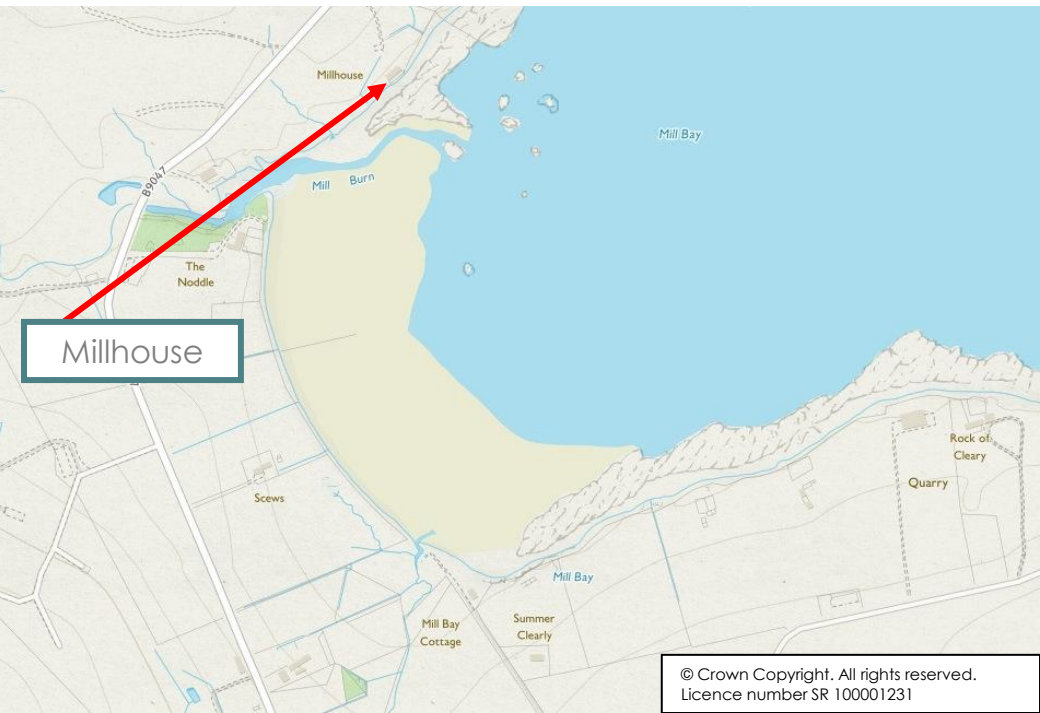 Millhouse
Mill Bay
Mill Burn
B9047
The
Noddle
Millhouse
Rock of
Cleary
Quarry
Scews
Mill Bay
Mill Bay
Cottage
Summer
Clearly
© Crown Copyright. All rights reserved.
Licence number SR 100001231